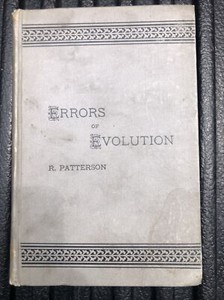 ERRORS
OF
EVOLUTION
R. PATTERSON